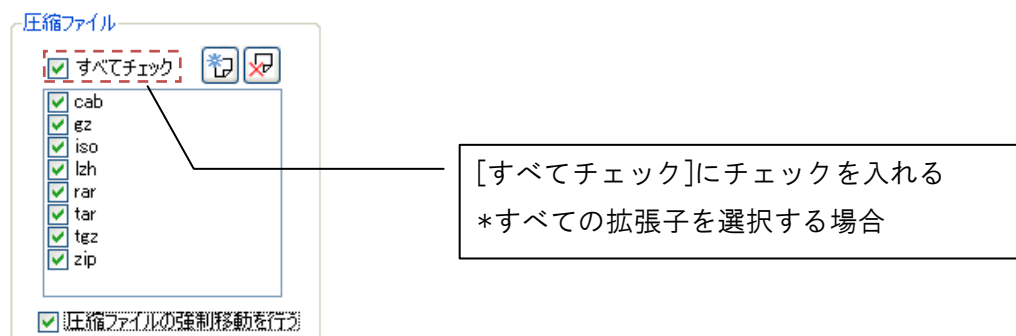 圧縮ファイル
すべてチェック
cab
gz
iso
lzh
rar
tar
tgz
zip
圧縮ファイルの強制移動を行う
[すべてチェック]にチェックを入れる
*すべての拡張子を選択する場合